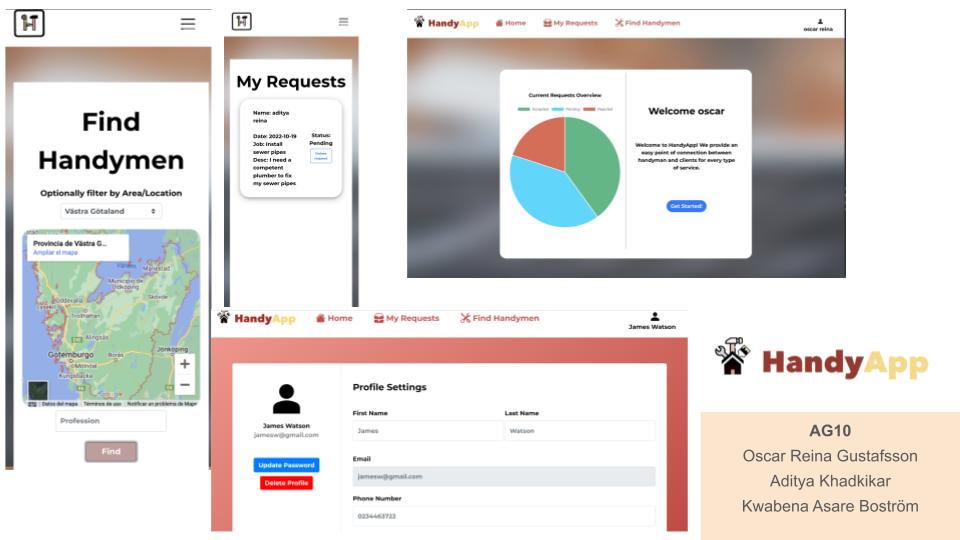 Find
Handymen
Optionally filter by Area/Location
Västra Götaland
Provincia de Västra G...
Ampliar el mapa
Vänern
Mariestad
Municipio de
Lidköping
Skövde
Uddevalla
Lysekil
Trollhättan
Alingsås
Jönköping
Gotemburgo
Borås
Mölndal
Kungsbacka
Datos del mapa
Términos de uso
Notificar un problema de Maps
Profession
Find
My Requests
Name: aditya
reina
Date: 2022-10-19
Job: Install
sewer pipes
Desc: I need a
competent
plumber to fix
my sewer pipes
Status:
Pending
Delete
request
HandyApp
Home
My Requests
Find Handymen
oscar reina
Current Requests Overview
Accepted
Pending
Rejected
Welcome oscar
Welcome to HandyApp! We provide an
easy point of connection between
handyman and clients for every type
of service.
Get Started!
HandyApp
Home
My Requests
Find Handymen
James Watson
James Watson
jamesw@gmail.com
Update Password
Delete Profile
Profile Settings
First Name
Last Name
James
Watson
Email
jamesw@gmail.com
Phone Number
0234463722
HandyApp
AG10
Oscar Reina Gustafsson
Aditya Khadkikar
Kwabena Asare Boström